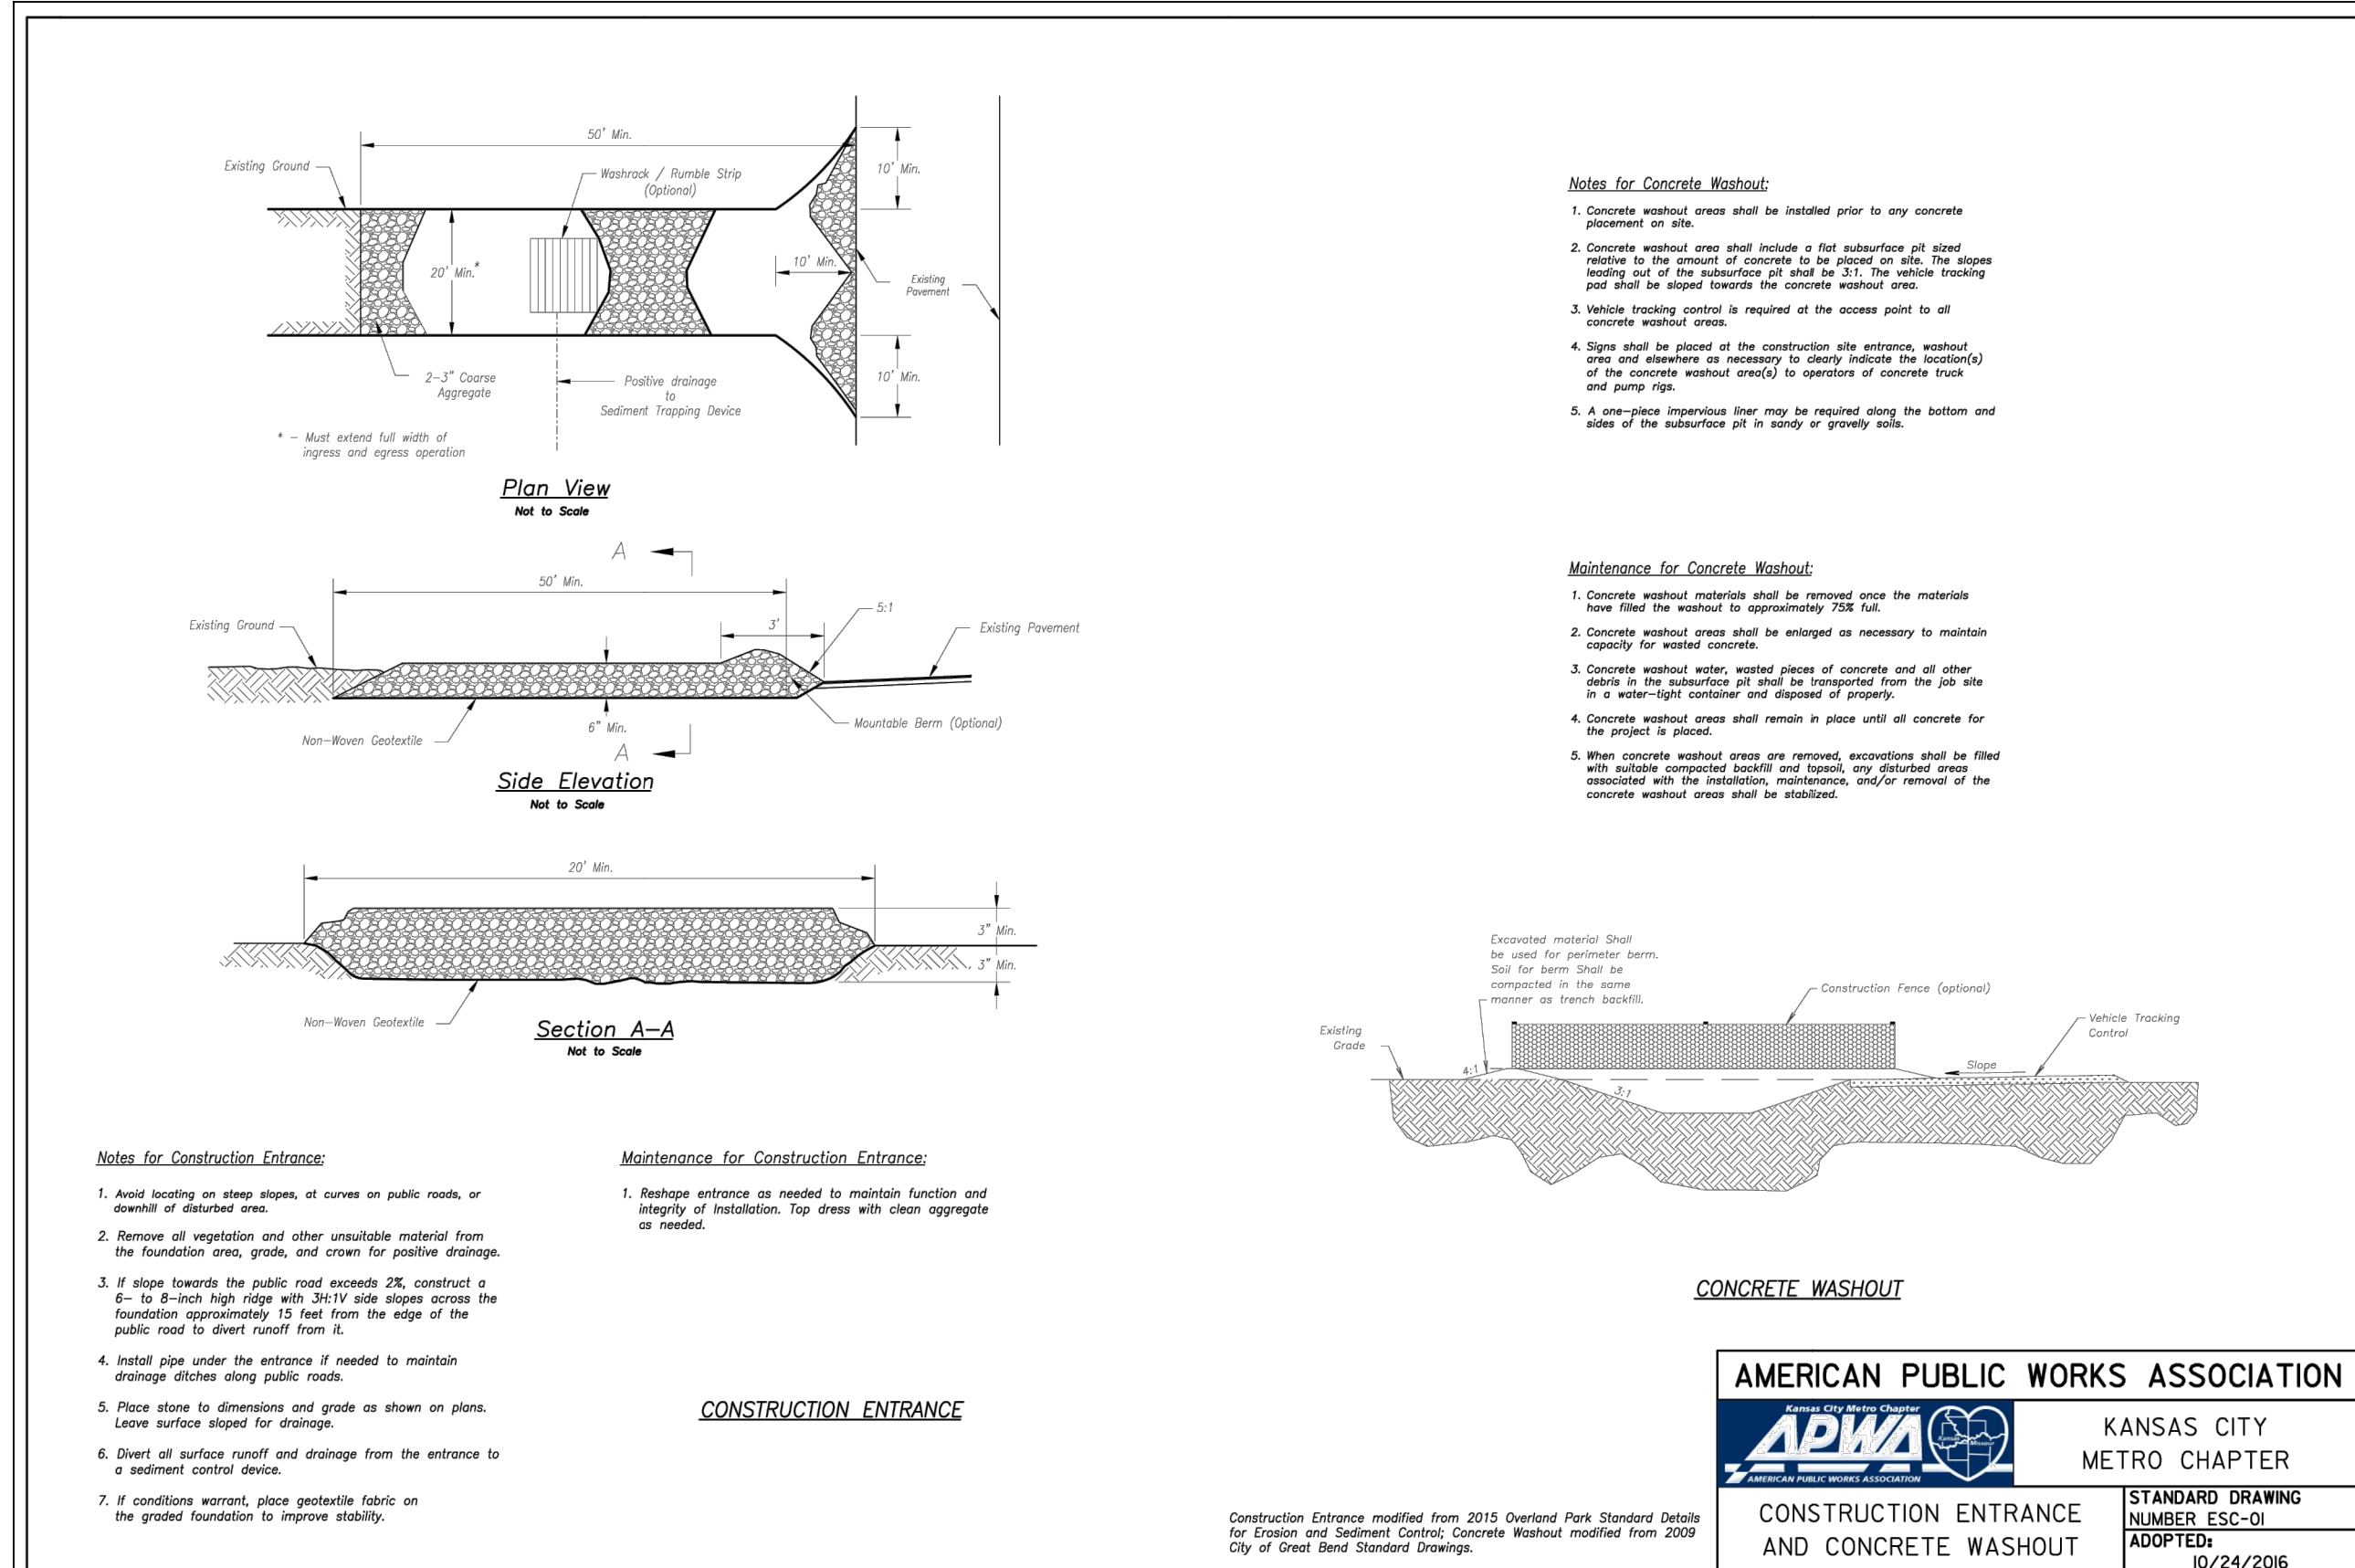 50' Min.
10' Min.
Existing Ground
Washrack / Rumble Strip
(Optional)
20' Min.*
10' Min.
Existing
Pavement
2-3" Coarse
Aggregate
Positive drainage
to
Sediment Trapping Device
10' Min.
* - Must extend full width of
ingress and egress operation
Plan View
Not to Scale
A
50' Min.
5:1
Existing Ground
3'
Existing Pavement
6" Min.
Mountable Berm (Optional)
Non-Woven Geotextile
A
Side Elevation
Not to Scale
20' Min.
3" Min.
3" Min.
Non-Woven Geotextile
Section A-A
Not to Scale
Notes for Construction Entrance:
1. Avoid locating on steep slopes, at curves on public roads, or
downhill of disturbed area.
2. Remove all vegetation and other unsuitable material from
the foundation area, grade, and crown for positive drainage.
3. If slope towards the public road exceeds 2%, construct a
6- to 8-inch high ridge with 3H:1V side slopes across the
foundation approximately 15 feet from the edge of the
public road to divert runoff from it.
4. Install pipe under the entrance if needed to maintain
drainage ditches along public roads.
5. Place stone to dimensions and grade as shown on plans.
Leave surface sloped for drainage.
6. Divert all surface runoff and drainage from the entrance to
a sediment control device.
7. If conditions warrant, place geotextile fabric on
the graded foundation to improve stability.
Maintenance for Construction Entrance:
1. Reshape entrance as needed to maintain function and
integrity of Installation. Top dress with clean aggregate
as needed.
CONSTRUCTION ENTRANCE
Notes for Concrete Washout:
1. Concrete washout areas shall be installed prior to any concrete
placement on site.
2. Concrete washout area shall include a flat subsurface pit sized
relative to the amount of concrete to be placed on site. The slopes
leading out of the subsurface pit shall be 3:1. The vehicle tracking
pad shall be sloped towards the concrete washout area.
3. Vehicle tracking control is required at the access point to all
concrete washout areas.
4. Signs shall be placed at the construction site entrance, washout
area and elsewhere as necessary to clearly indicate the location(s)
of the concrete washout area(s) to operators of concrete truck
and pump rigs.
5. A one-piece impervious liner may be required along the bottom and
sides of the subsurface pit in sandy or gravelly soils.
Maintenance for Concrete Washout:
1. Concrete washout materials shall be removed once the materials
have filled the washout to approximately 75% full.
2. Concrete washout areas shall be enlarged as necessary to maintain
capacity for wasted concrete.
3. Concrete washout water, wasted pieces of concrete and all other
debris in the subsurface pit shall be transported from the job site
in a water-tight container and disposed of properly.
4. Concrete washout areas shall remain in place until all concrete for
the project is placed.
5. When concrete washout areas are removed, excavations shall be filled
with suitable compacted backfill and topsoil, any disturbed areas
associated with the installation, maintenance, and/or removal of the
concrete washout areas shall be stabilized.
Excavated material Shall
be used for perimeter berm.
Soil for berm Shall be
compacted in the same
manner as trench backfill.
Construction Fence (optional)
Existing
Grade
Vehicle Tracking
Control
4:1
Slope
3:1
CONCRETE WASHOUT
Construction Entrance modified from 2015 Overland Park Standard Details
for Erosion and Sediment Control; Concrete Washout modified from 2009
City of Great Bend Standard Drawings.
AMERICAN PUBLIC WORKS ASSOCIATION
Kansas City Metro Chapter
APWA
Kansas Missouri
AMERICAN PUBLIC WORKS ASSOCIATION
KANSAS CITY
METRO CHAPTER
CONSTRUCTION ENTRANCE
AND CONCRETE WASHOUT
STANDARD DRAWING
NUMBER ESC-01
ADOPTED:
10/24/2016